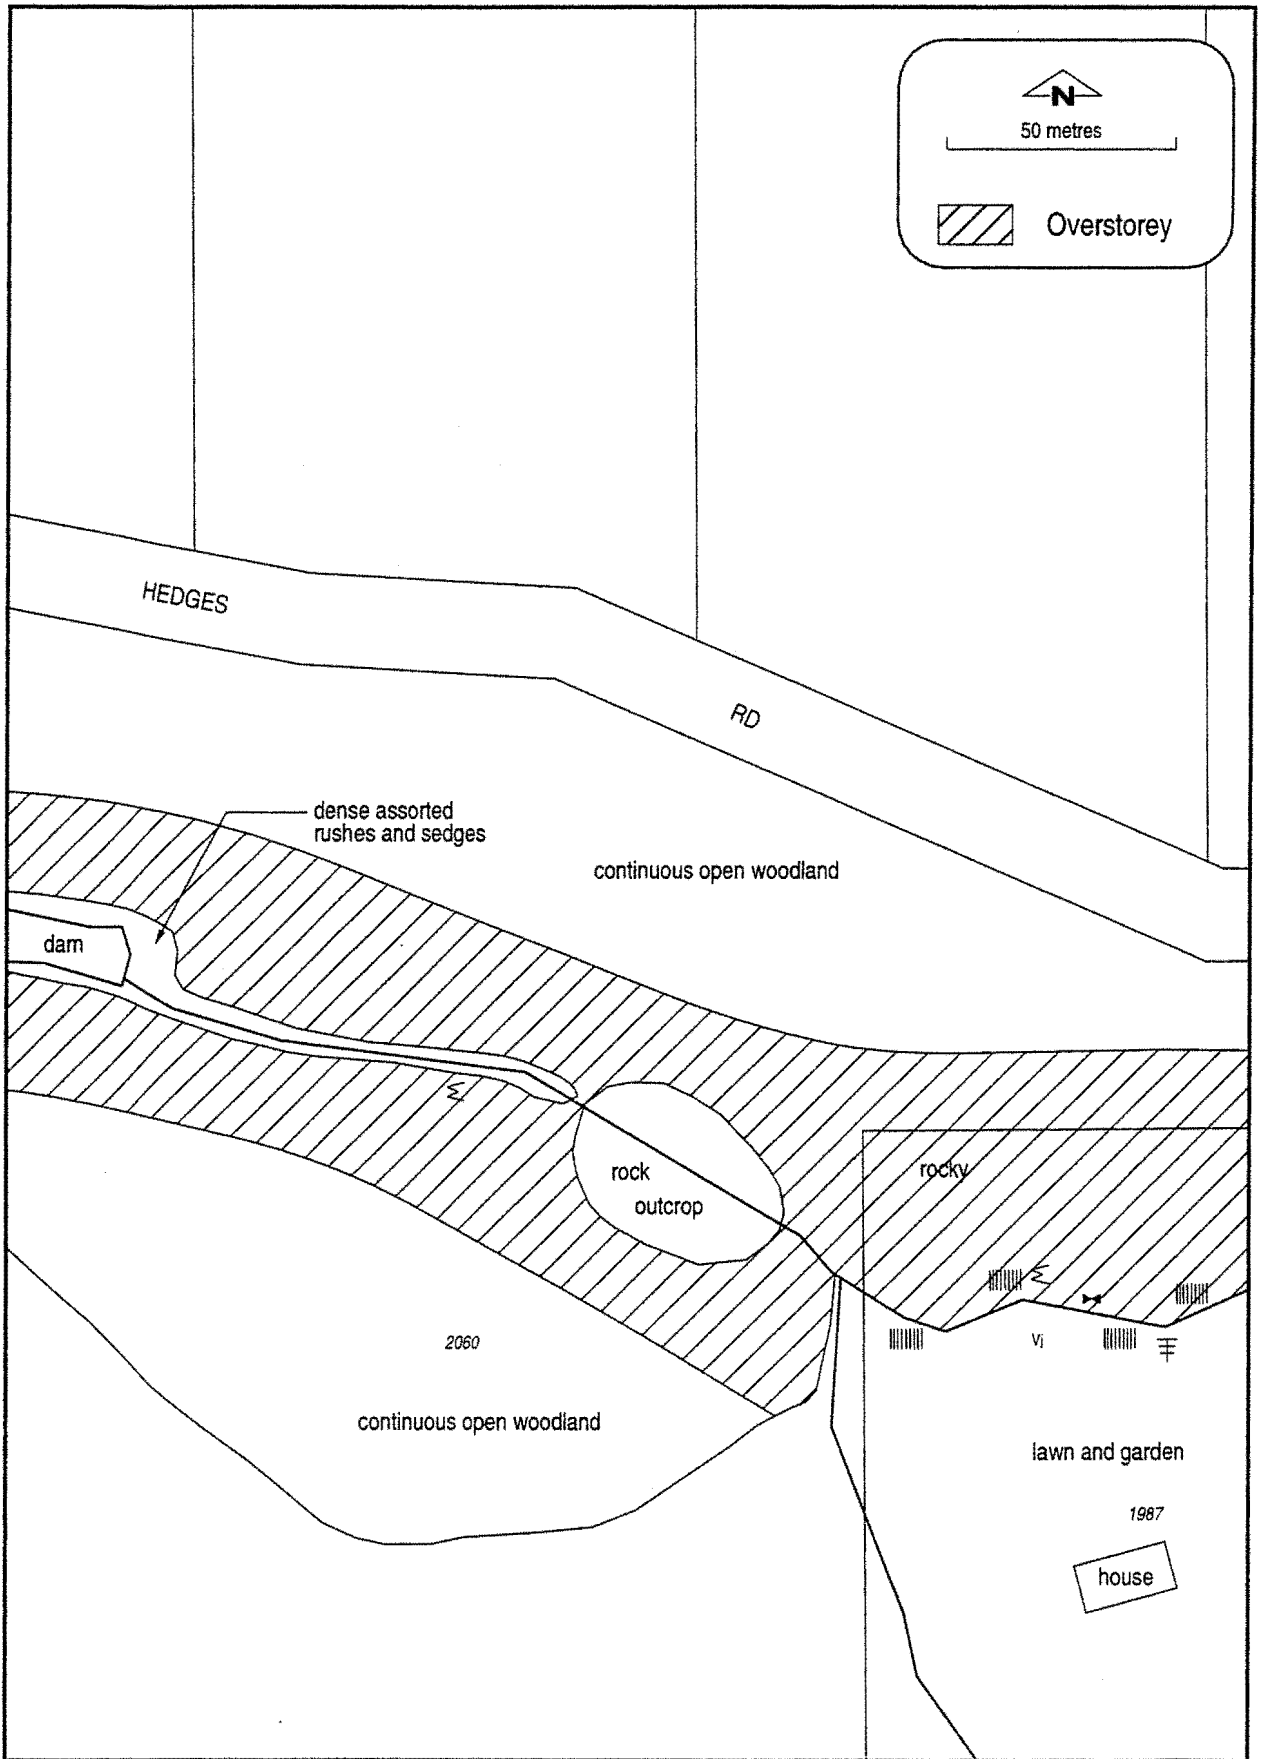 N
50 metres
Overstorey
HEDGES
RD
dense assorted
rushes and sedges
continuous open woodland
dam
rock
outcrop
rocky
Vj
2060
continuous open woodland
lawn and garden
1987
house